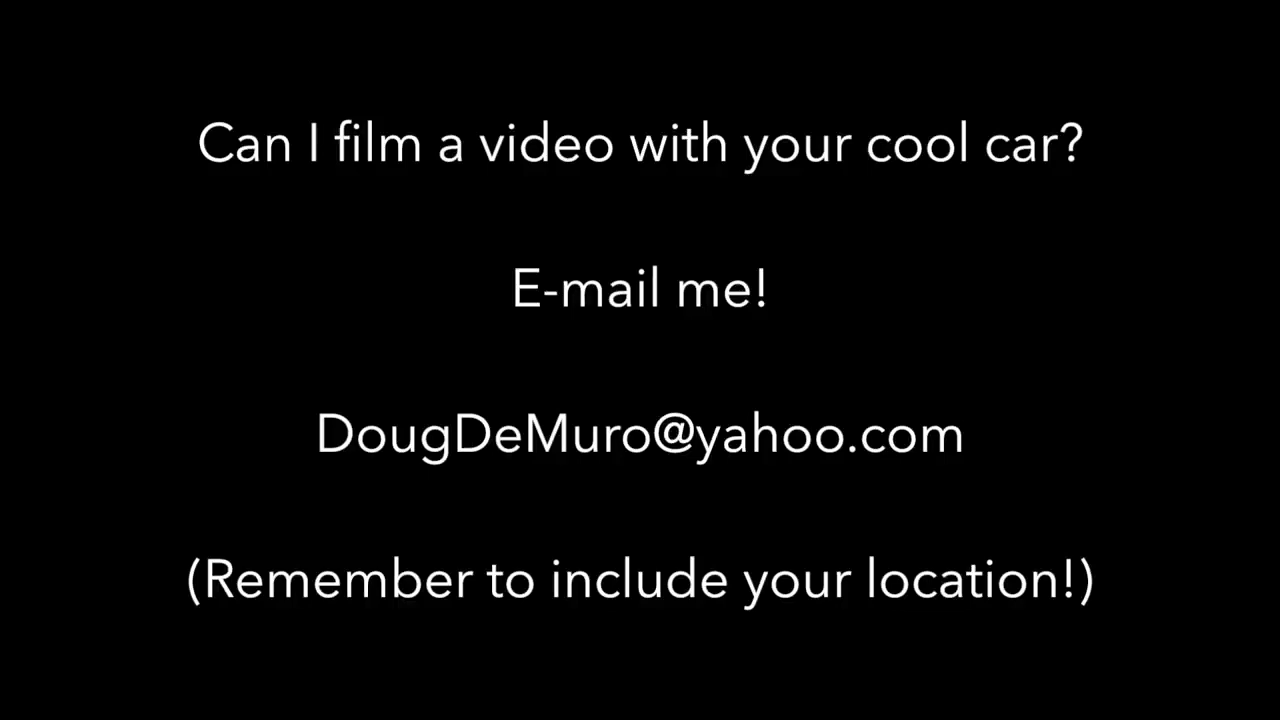 Can I film a video with your cool car?
E-mail me!
DougDeMuro@yahoo.com
(Remember to include your location!)